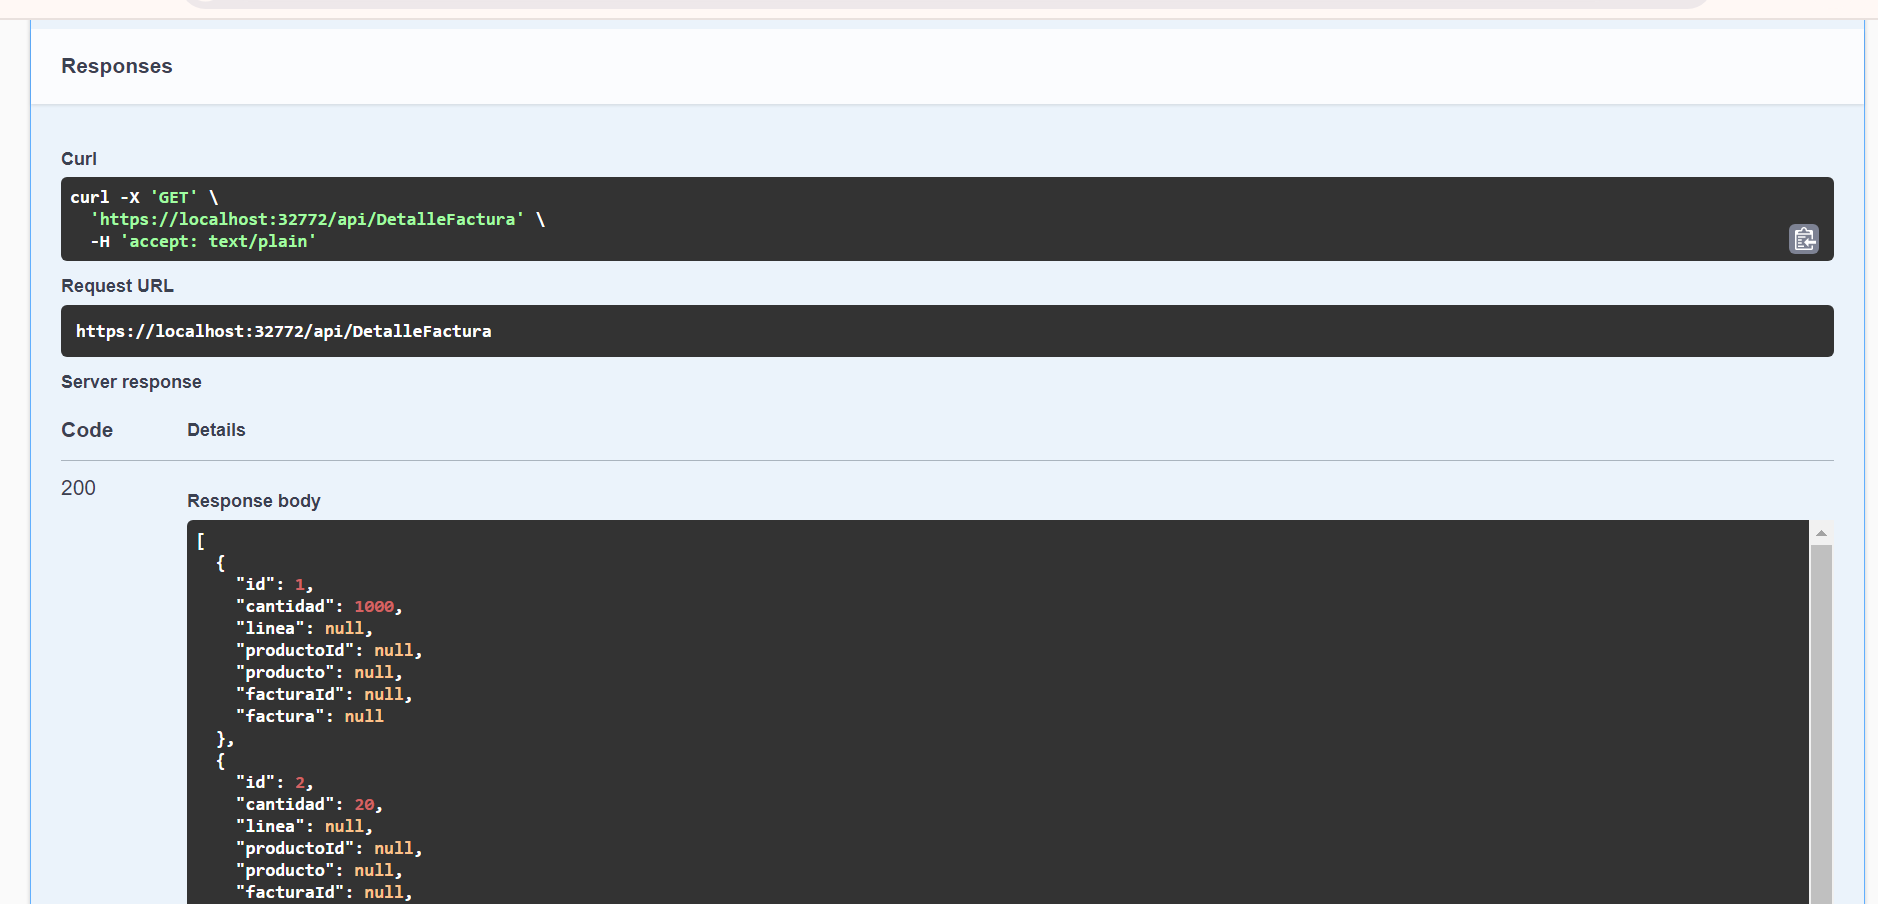 Responses
Curl
curl -X 'GET' \
  'https://localhost:32772/api/DetalleFactura' \
  -H 'accept: text/plain'
Request URL
https://localhost:32772/api/DetalleFactura
Server response
Code Details
200
Response body
[
  {
    "id": 1,
    "cantidad": 1000,
    "linea": null,
    "productoId": null,
    "producto": null,
    "facturaId": null,
    "factura": null
  },
  {
    "id": 2,
    "cantidad": 20,
    "linea": null,
    "productoId": null,
    "producto": null,
    "facturaId": null,